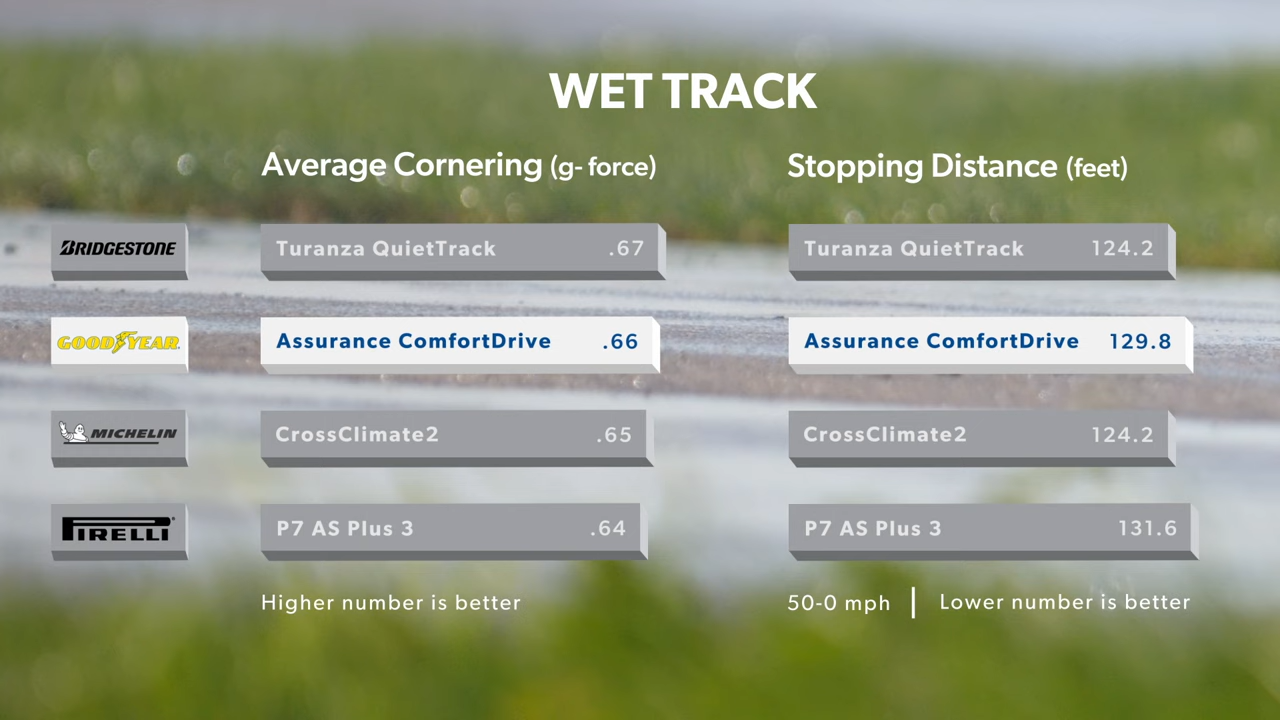 WET TRACK
Average Cornering (g- force)
Stopping Distance (feet)
BRIDGESTONE
Turanza QuietTrack .67
Turanza QuietTrack 124.2
GOODYEAR
Assurance ComfortDrive .66
Assurance ComfortDrive 129.8
MICHELIN
CrossClimate2 .65
CrossClimate2 124.2
PIRELLI
P7 AS Plus 3 .64
P7 AS Plus 3 131.6
Higher number is better
50-0 mph | Lower number is better